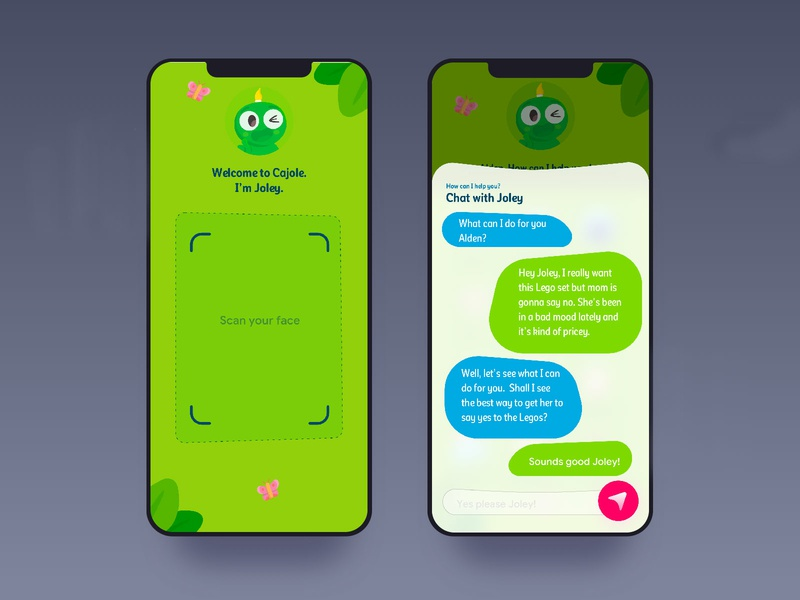 Welcome to Cajole.
I'm Joley.
Scan your face
How can I help you?
Chat with Joley
What can I do for you
Alden?
Hey Joley, I really want
this Lego set but mom is
gonna say no. She's been
in a bad mood lately and
it's kind of pricey.
Well, let's see what I can
do for you. Shall I see
the best way to get her to
say yes to the Legos?
Sounds good Joley!
Yes please Joley!